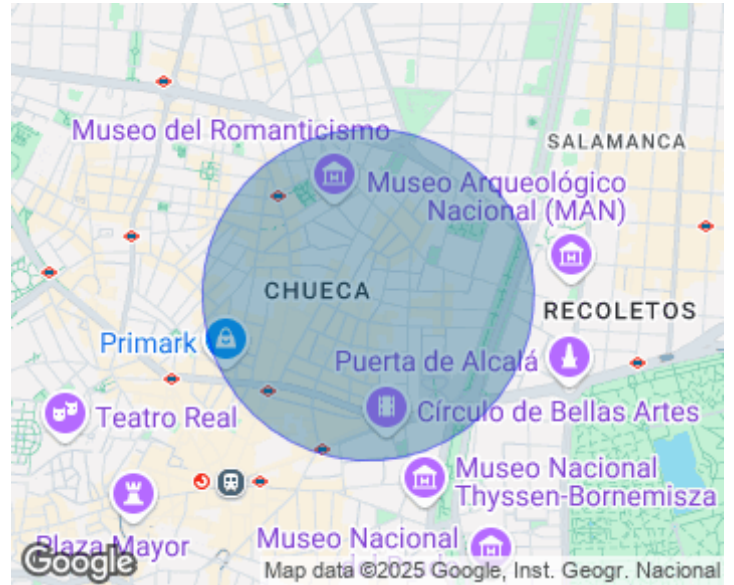 Museo del Romanticismo
SALAMANCA
Museo Arqueológico
Nacional (MAN)
CHUECA
RECOLETOS
Primark
Puerta de Alcalá
Teatro Real
Círculo de Bellas Artes
Museo Nacional
Thyssen-Bornemisza
Plaza Mayor
Museo Nacional
Google
Map data ©2025 Google, Inst. Geogr. Nacional